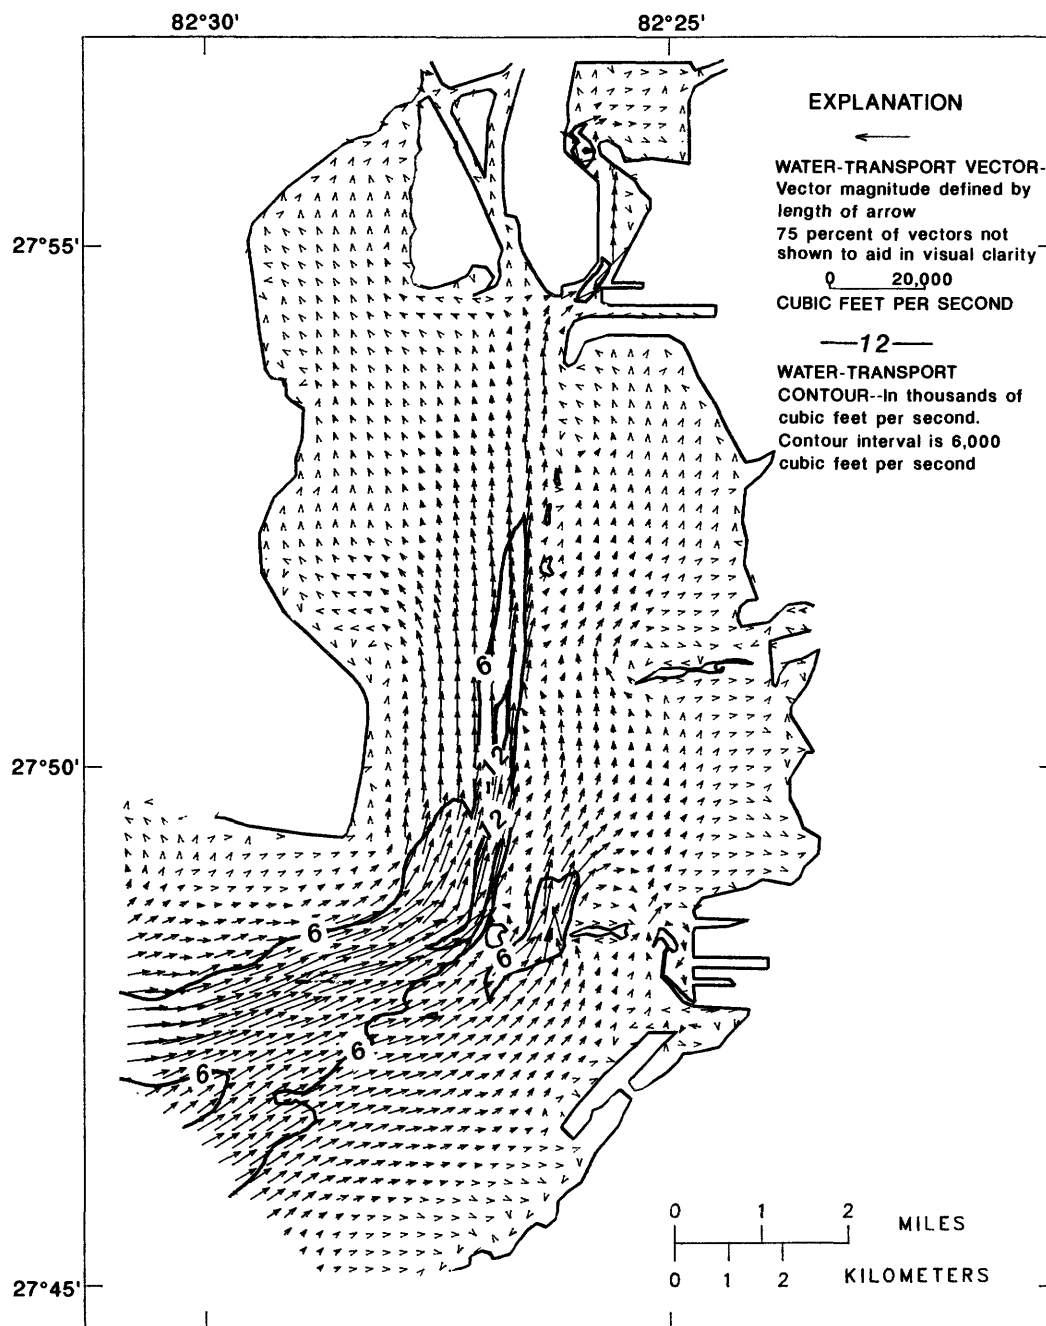 82°30' 82°25'
EXPLANATION
WATER-TRANSPORT VECTOR-
Vector magnitude defined by
length of arrow
75 percent of vectors not
shown to aid in visual clarity
0 20,000
CUBIC FEET PER SECOND
12
WATER-TRANSPORT
CONTOUR--In thousands of
cubic feet per second.
Contour interval is 6,000
cubic feet per second
27°55'
6
27°50'
12
12
6
6
6
6
27°45'
0 1 2 MILES
0 1 2 KILOMETERS